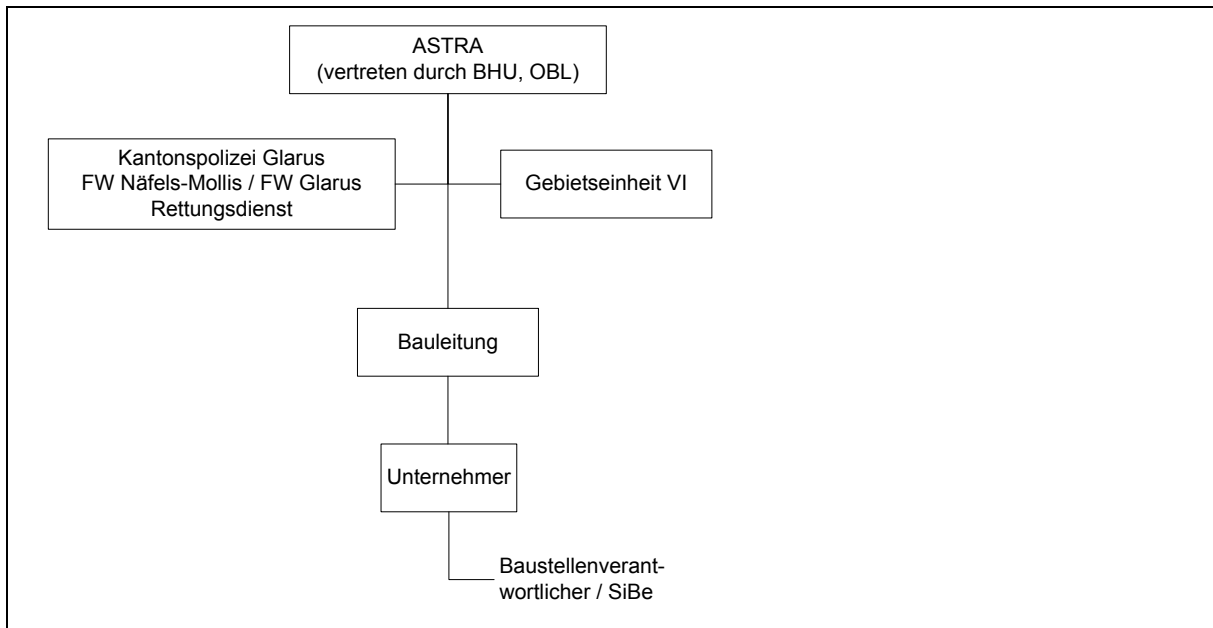 ASTRA
(vertreten durch BHU, OBL)
Kantonspolizei Glarus
FW Näfels-Mollis / FW Glarus
Rettungsdienst
Gebietseinheit VI
Bauleitung
Unternehmer
Baustellenverant-
wortlicher / SiBe